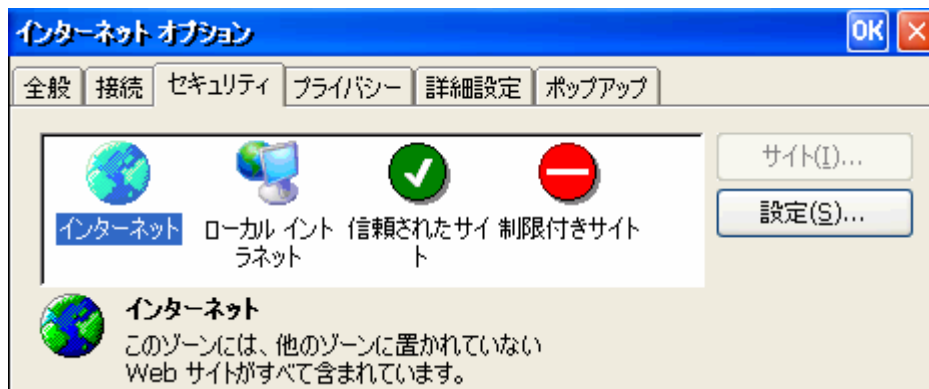 インターネット オプション OK
全般 接続 セキュリティ プライバシー 詳細設定 ポップアップ
サイト(I)...
設定(S)...
インターネット
ローカル イント
ラネット
信頼されたサイ
ト
制限付きサイト
インターネット
このゾーンには、他のゾーンに置かれていない
Web サイトがすべて含まれています。